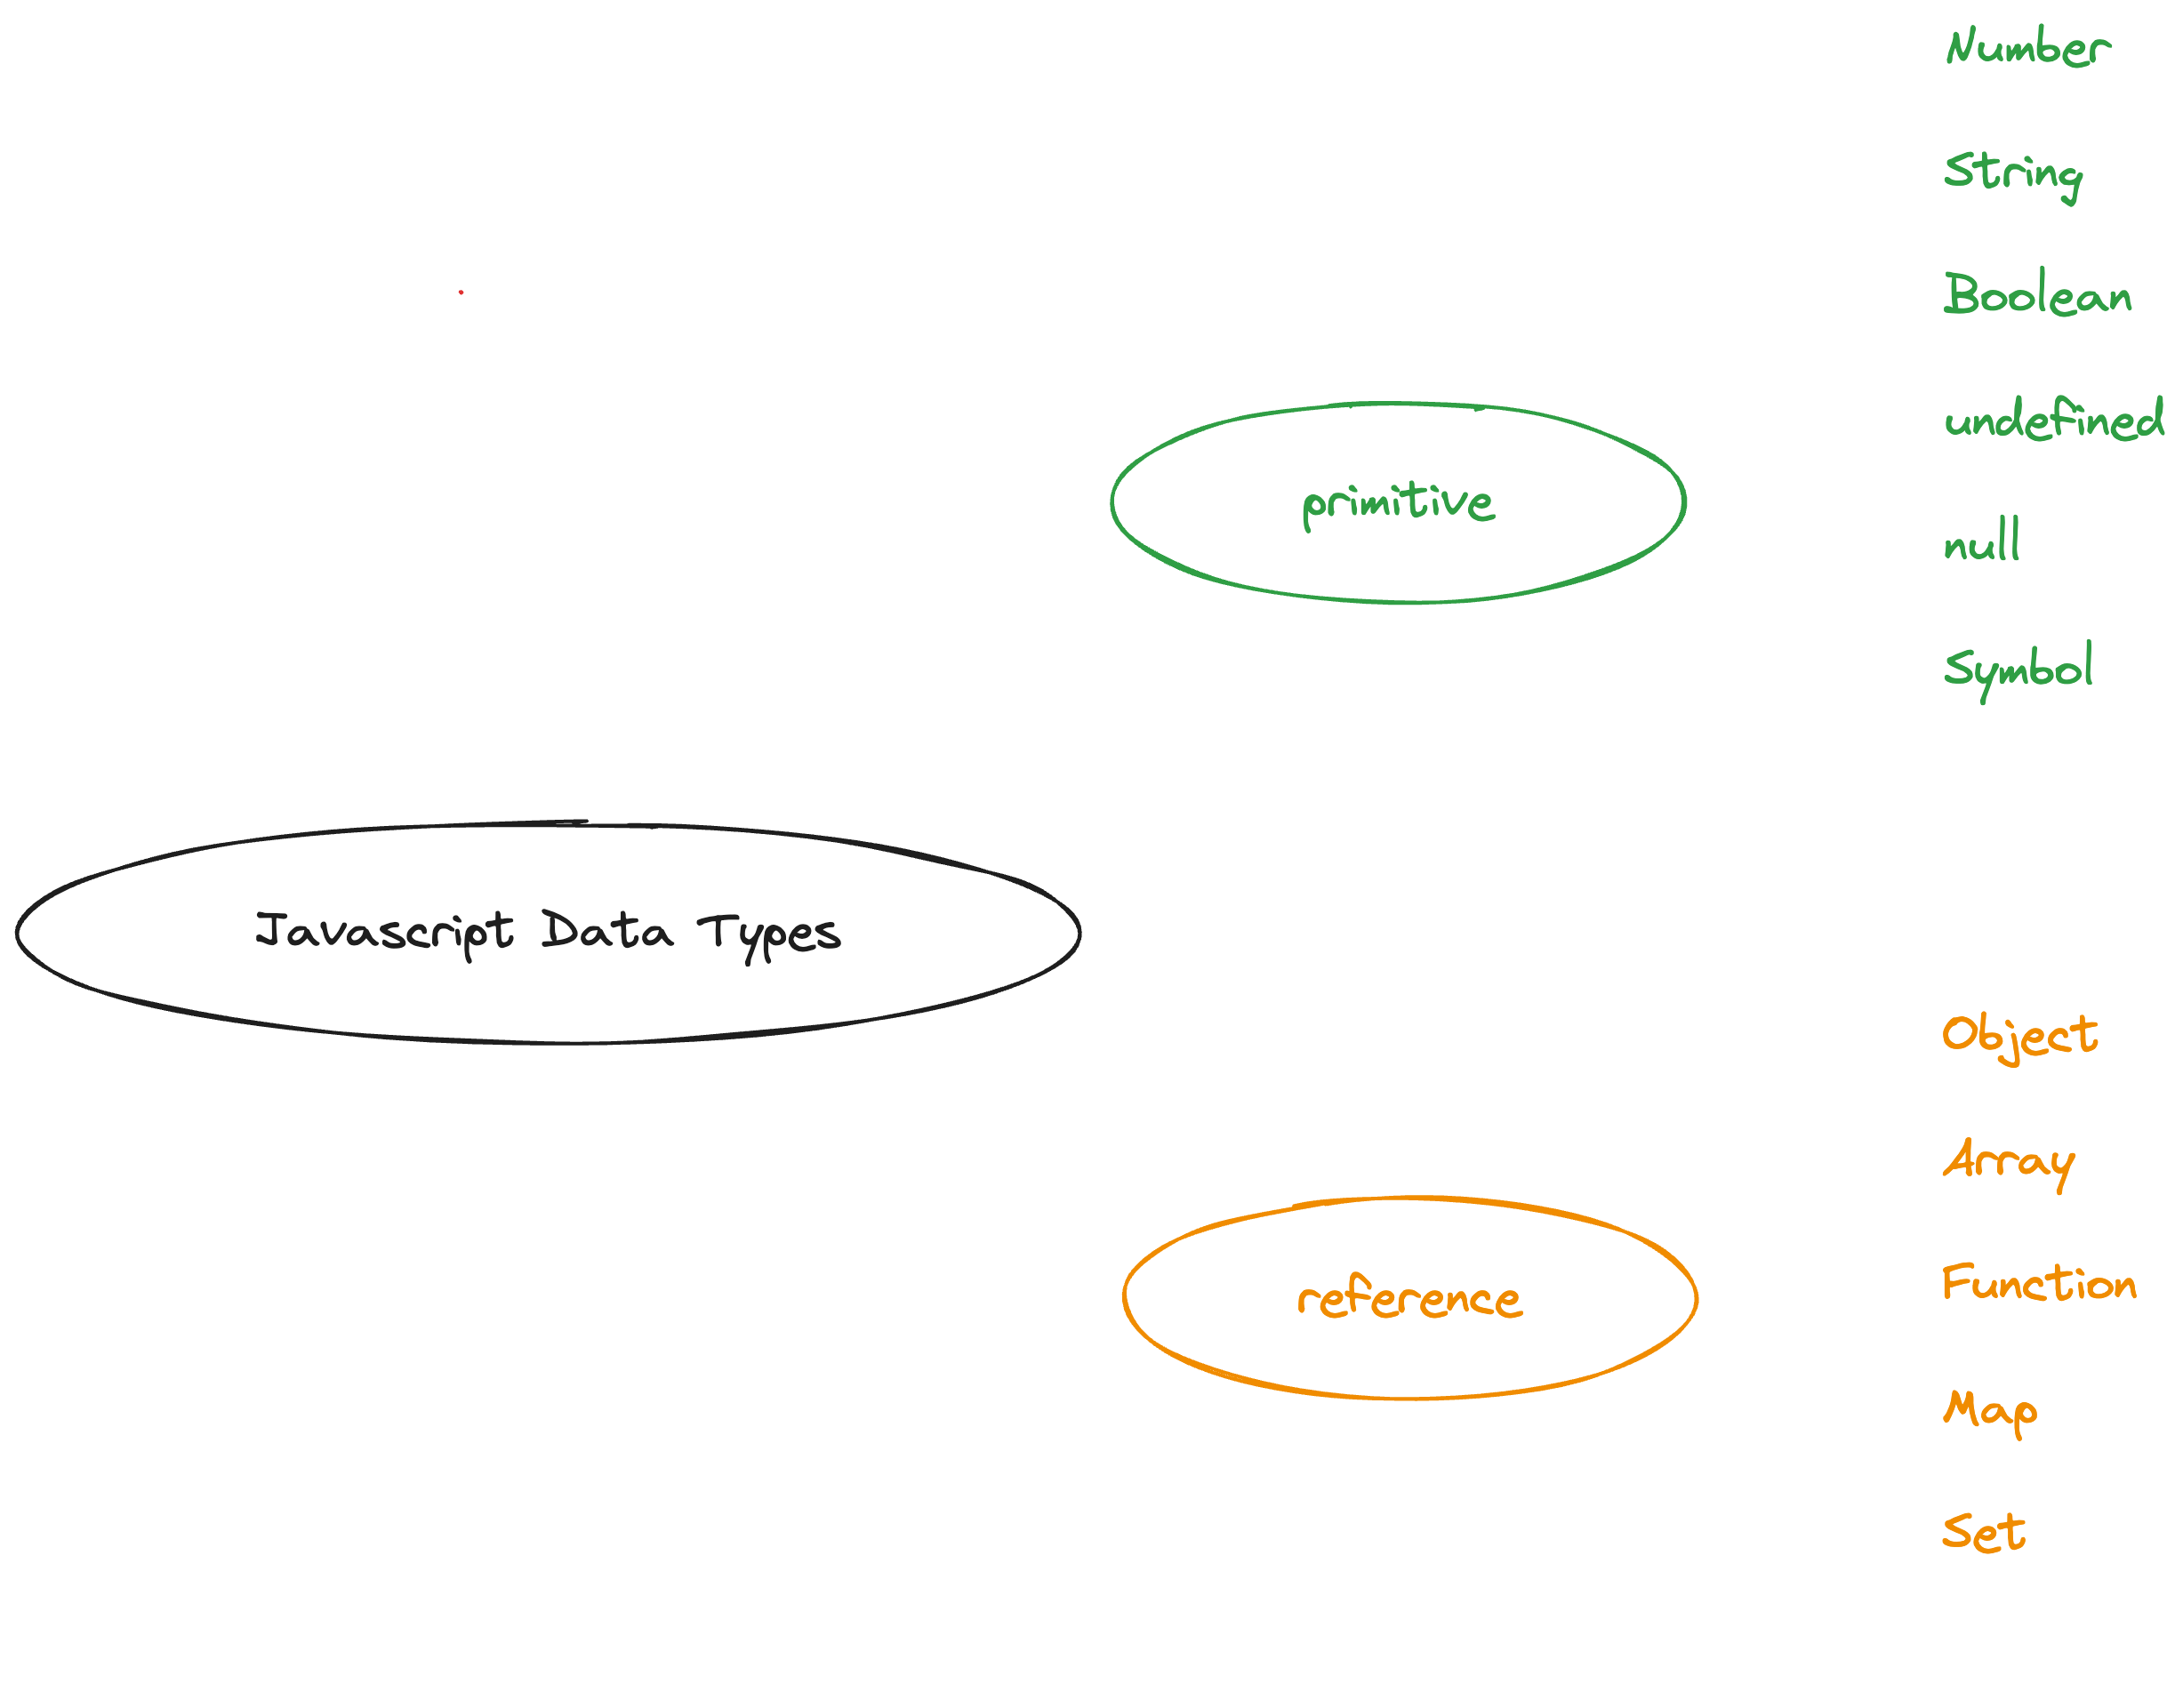 Number
String
Boolean
undefined
primitive
null
Symbol
Javascript Data Types
Object
Array
Function
reference
Map
Set